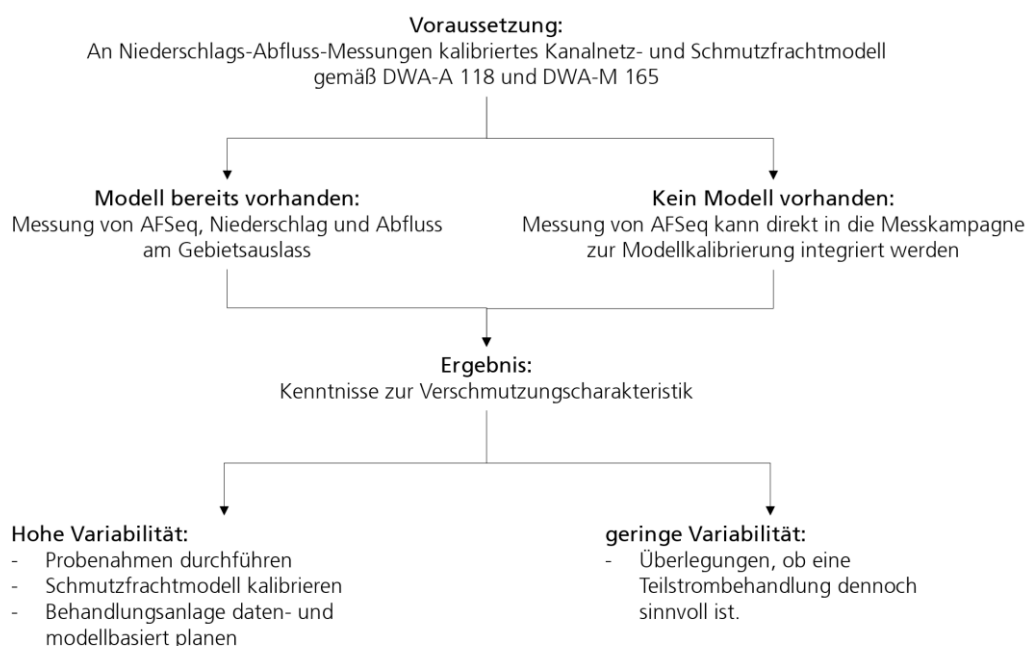 Voraussetzung:
An Niederschlags-Abfluss-Messungen kalibriertes Kanalnetz- und Schmutzfrachtmodell
gemäß DWA-A 118 und DWA-M 165
Modell bereits vorhanden:
Messung von AFSeq, Niederschlag und Abfluss
am Gebietsauslass
Kein Modell vorhanden:
Messung von AFSeq kann direkt in die Messkampagne
zur Modellkalibrierung integriert werden
Ergebnis:
Kenntnisse zur Verschmutzungscharakteristik
Hohe Variabilität:
- Probenahmen durchführen
- Schmutzfrachtmodell kalibrieren
- Behandlungsanlage daten- und
modellbasiert planen
geringe Variabilität:
- Überlegungen, ob eine
Teilstrombehandlung dennoch
sinnvoll ist.